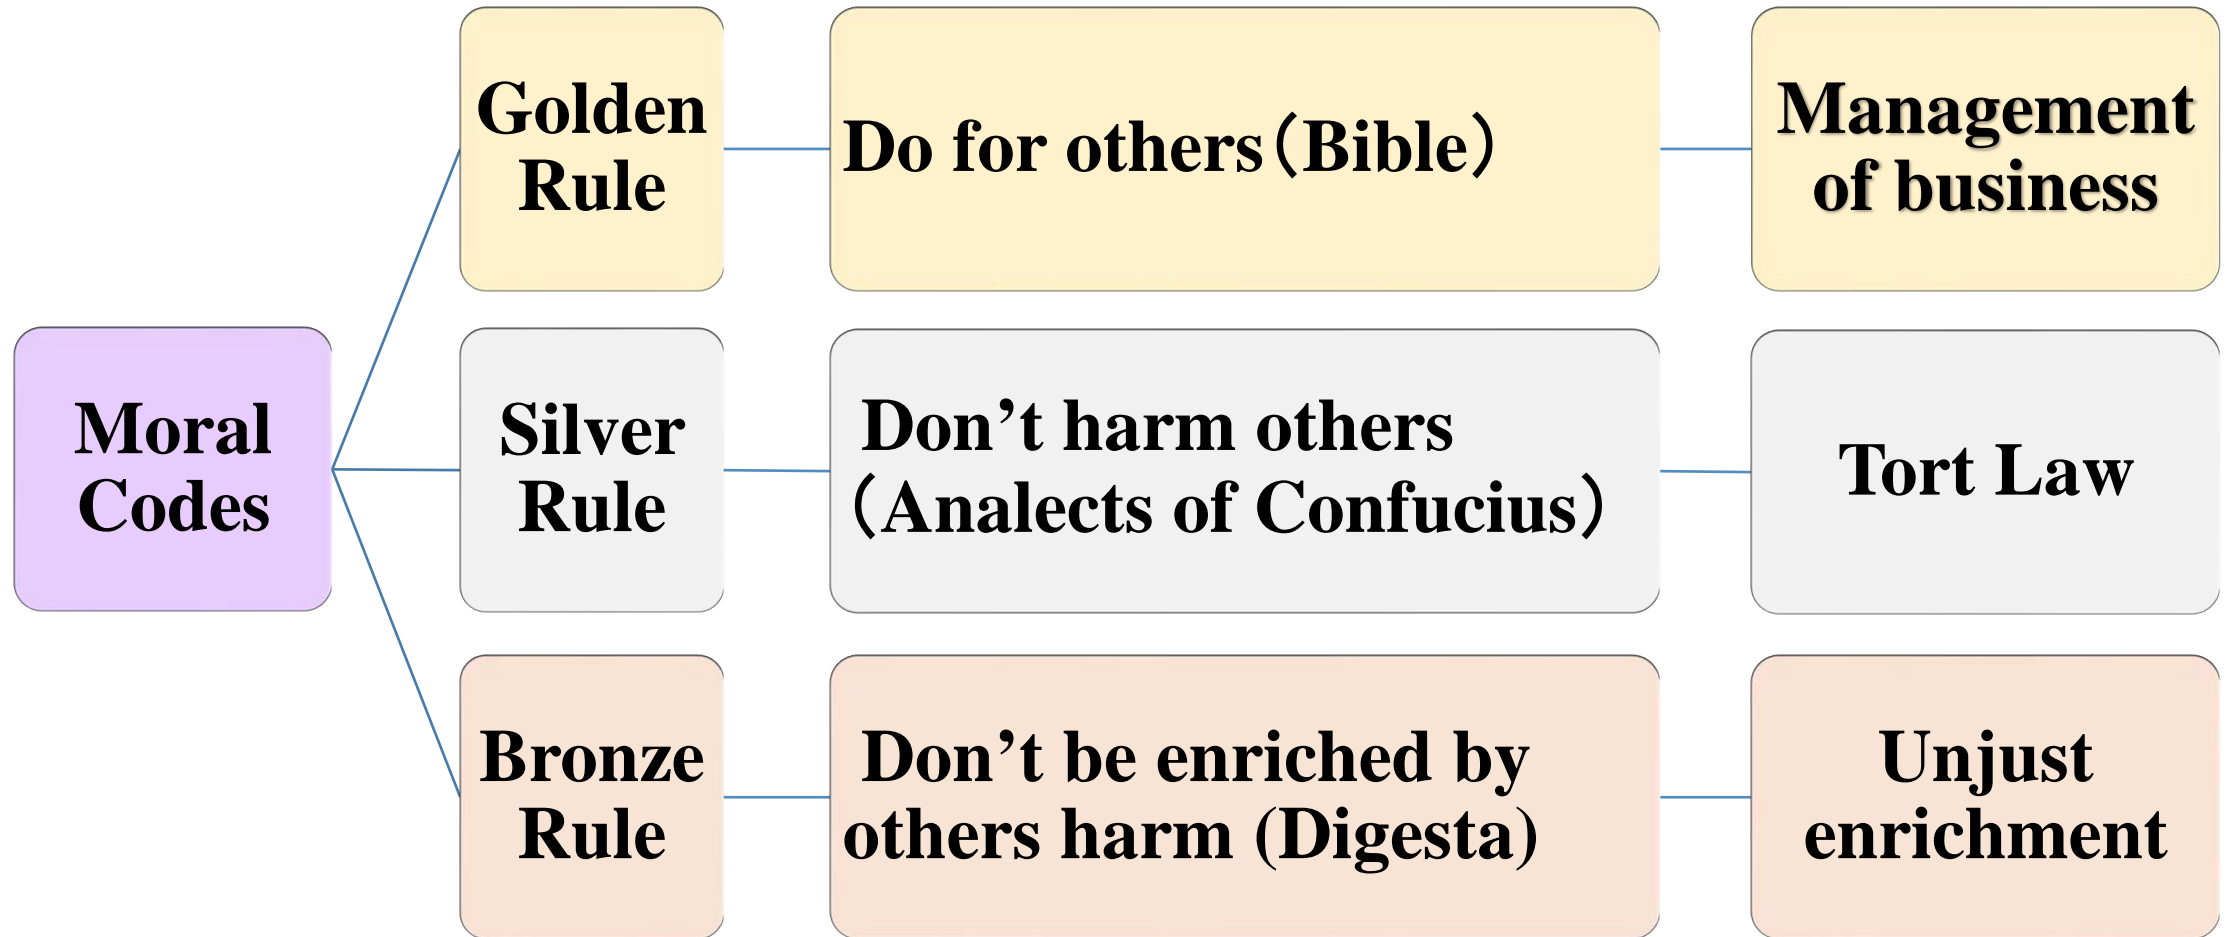 Golden
Rule
Do for others（Bible）
Management
of business
Moral
Codes
Silver
Rule
Don’t harm others
（Analects of Confucius）
Tort Law
Bronze
Rule
Don’t be enriched by
others harm (Digesta)
Unjust
enrichment